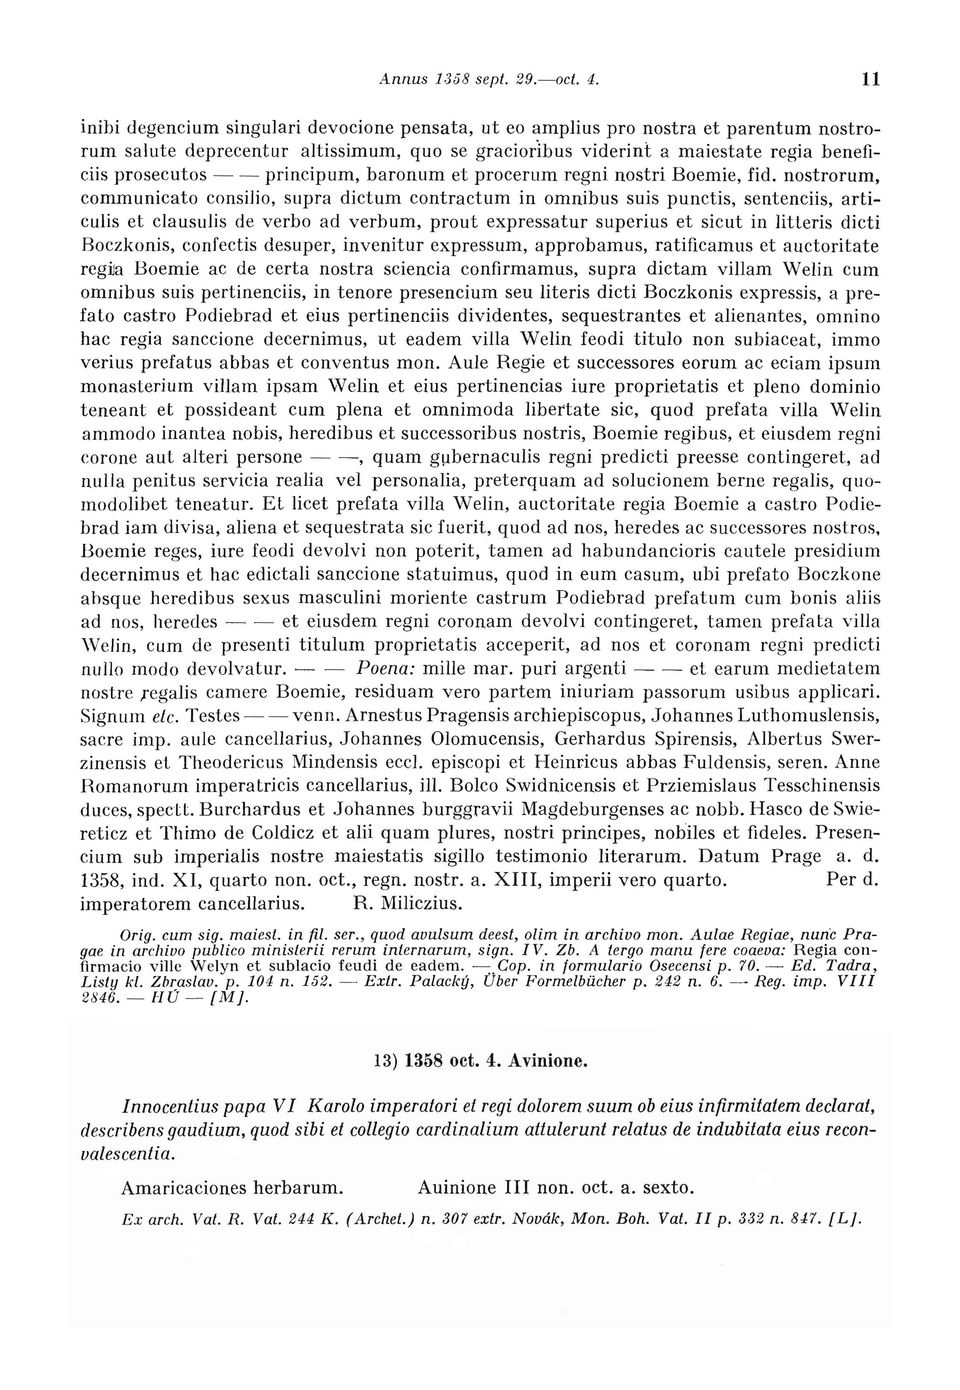 Annus 1358 sept. 29.—oct. 4. 11
inibi degencium singulari devocione pensata, ut eo amplius pro nostra et parentum nostro-
rum salute deprecentur altissimum, quo se gracioribus viderint a maiestate regia benefi-
ciis prosecutos — — principum, baronum et procerum regni nostri Boemie, fid. nostrorum,
communicato consilio, supra dictum contractum in omnibus suis punctis, sentenciis, arti-
culis et clausulis de verbo ad verbum, prout expressatur superius et sicut in litteris dicti
Boczkonis, confectis desuper, invenitur expressum, approbamus, ratificamus et auctoritate
regiia Boemie ac de certa nostra sciencia confirmamus, supra dictam villam Welin cum
omnibus suis pertinenciis, in tenore presencium seu literis dicti Boczkonis expressis, a pre-
fato castro Podiebrad et eius pertinenciis dividentes, sequestrantes et alienantes, omnino
hac regia sanccione decernimus, ut eadem villa Welin feodi titulo non subiaceat, immo
verius prefatus abbas et conventus mon. Aule Regie et successores eorum ac eciam ipsum
monasterium villam ipsam Welin et eius pertinencias iure proprietatis et pleno dominio
teneant et possideant cum plena et omnimoda libertate sic, quod prefata villa Welin
ammodo inantea nobis, heredibus et successoribus nostris, Boemie regibus, et eiusdem regni
corone aut alteri persone — —, quam gubernaculis regni predicti preesse contingeret, ad
nulla penitus servicia realia vel personalia, preterquam ad solucionem berne regalis, quo-
modolibet teneatur. Et licet prefata villa Welin, auctoritate regia Boemie a castro Podie-
brad iam divisa, aliena et sequestrata sic fuerit, quod ad nos, heredes ac successores nostros,
Boemie reges, iure feodi devolvi non poterit, tamen ad habundancioris cautele presidium
decernimus et hac edictali sanccione statuimus, quod in eum casum, ubi prefato Boczkone
absque heredibus sexus masculini moriente castrum Podiebrad prefatum cum bonis aliis
ad nos, heredes — — et eiusdem regni coronam devolvi contingeret, tamen prefata villa
Welin, cum de presenti titulum proprietatis acceperit, ad nos et coronam regni predicti
nullo modo devolvatur. — — Poena: mille mar. puri argenti — — et earum medietatem
nostre regalis camere Boemie, residuam vero partem iniuriam passorum usibus applicari.
Signum etc. Testes — — venn. Arnestus Pragensis archiepiscopus, Johannes Luthomuslensis,
sacre imp. aule cancellarius, Johannes Olomucensis, Gerhardus Spirensis, Albertus Swer-
zinensis et Theodericus Mindensis eccl. episcopi et Heinricus abbas Fuldensis, seren. Anne
Romanorum imperatricis cancellarius, ill. Bolco Swidnicensis et Prziemislaus Tesschinensis
duces, spectt. Burchardus et Johannes burggravii Magdeburgenses ac nobb. Hasco de Swie-
reticz et Thimo de Coldicz et alii quam plures, nostri principes, nobiles et fideles. Presen-
cium sub imperialis nostre maiestatis sigillo testimonio literarum. Datum Prage a. d.
1358, ind. XI, quarto non. oct., regn. nostr. a. XIII, imperii vero quarto. Per d.
imperatorem cancellarius. R. Miliczius.
Orig. cum sig. maiest. in fil. ser., quod avulsum deest, olim in archivo mon. Aulae Regiae, nunc Pra-
gae in archivo publico ministerii rerum internarum, sign. IV. Zb. A tergo manu fere coaeva: Regia con-
firmacio ville Welyn et sublacio feudi de eadem. — Cop. in formulario Osecensi p. 70. — Ed. Tadra,
Listy kl. Zbraslav. p. 104 n. 152. — Extr. Palacký, Über Formelbücher p. 242 n. 6. — Reg. imp. VIII
2846. — HÚ — [M].
13) 1358 oct. 4. Avinione.
Innocentius papa VI Karolo imperatori et regi dolorem suum ob eius infirmitatem declarat,
describens gaudium, quod sibi et collegio cardinalium attulerunt relatus de indubitata eius recon-
valescentia.
Amaricaciones herbarum. Auinione III non. oct. a. sexto.
Ex arch. Vat. R. Vat. 244 K. (Archet.) n. 307 extr. Novák, Mon. Boh. Vat. II p. 332 n. 847. [L].